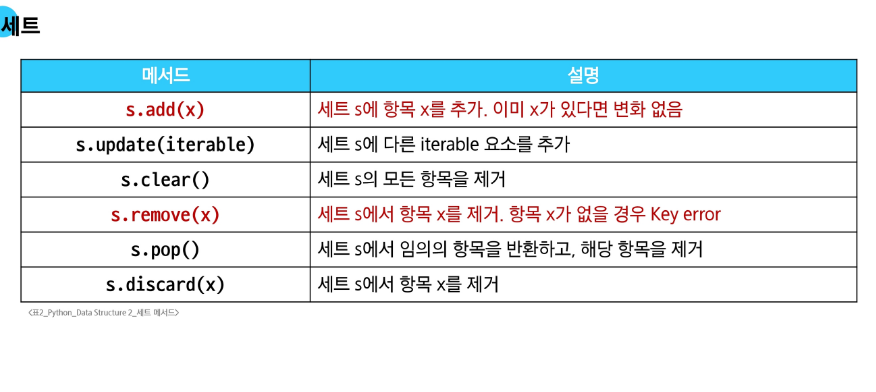 세트
메서드 설명
s.add(x) 세트 s에 항목 x를 추가. 이미 x가 있다면 변화 없음
s.update(iterable) 세트 s에 다른 iterable 요소를 추가
s.clear() 세트 s의 모든 항목을 제거
s.remove(x) 세트 s에서 항목 x를 제거. 항목 x가 없을 경우 Key error
s.pop() 세트 s에서 임의의 항목을 반환하고, 해당 항목을 제거
s.discard(x) 세트 s에서 항목 x를 제거
<표2_Python_Data Structure 2_세트 메서드>